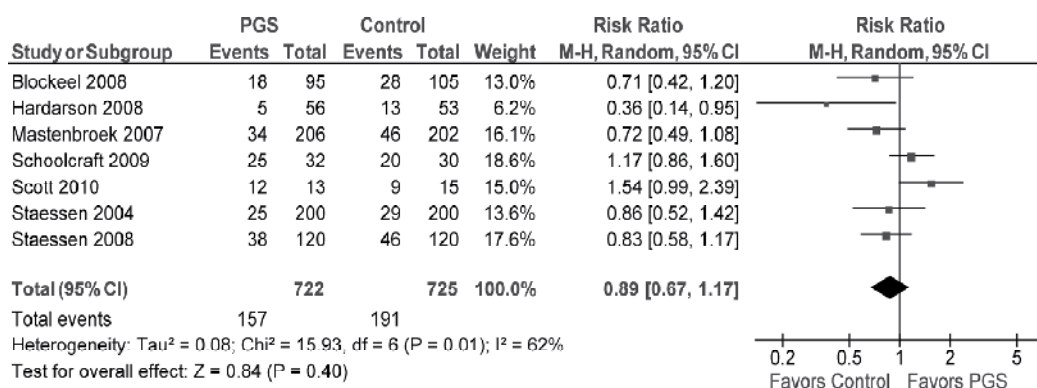 PGS Control Risk Ratio Risk Ratio
Study or Subgroup Events Total Events Total Weight M-H, Random, 95% CI M-H, Random, 95% CI
Blockeel 2008 18 95 28 105 13.0% 0.71 [0.42, 1.20]
Hardarson 2008 5 56 13 53 6.2% 0.36 [0.14, 0.95]
Mastenbroek 2007 34 206 46 202 16.1% 0.72 [0.49, 1.08]
Schoolcraft 2009 25 32 20 30 18.6% 1.17 [0.86, 1.60]
Scott 2010 12 13 9 15 15.0% 1.54 [0.99, 2.39]
Staessen 2004 25 200 29 200 13.6% 0.86 [0.52, 1.42]
Staessen 2008 38 120 46 120 17.6% 0.83 [0.58, 1.17]
Total (95% CI) 722 725 100.0% 0.89 [0.67, 1.17]
Total events 157 191
Heterogeneity: Tau² = 0.08; Chi² = 15.93, df = 6 (P = 0.01); I² = 62%
Test for overall effect: Z = 0.84 (P = 0.40)
0.2 0.5 1 2 5
Favors Control Favors PGS